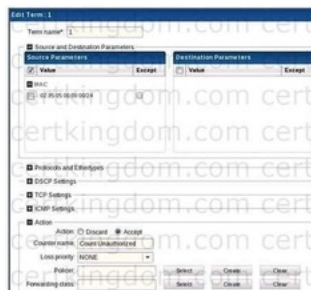 Edit Term: 1
Term name* 1
Source and Destination Parameters
Source Parameters
Destination Parameters
Value Except
Value Except
MAC
Protocols and Ethertypes
DSCP Settings
TCP Settings
ICMP Settings
Action
Action Discard Accept
Counter name Count Unauthorized
Loss priority NONE
Policer Select Create Clear
Forwarding class Select Create Clear
certkingdom.com